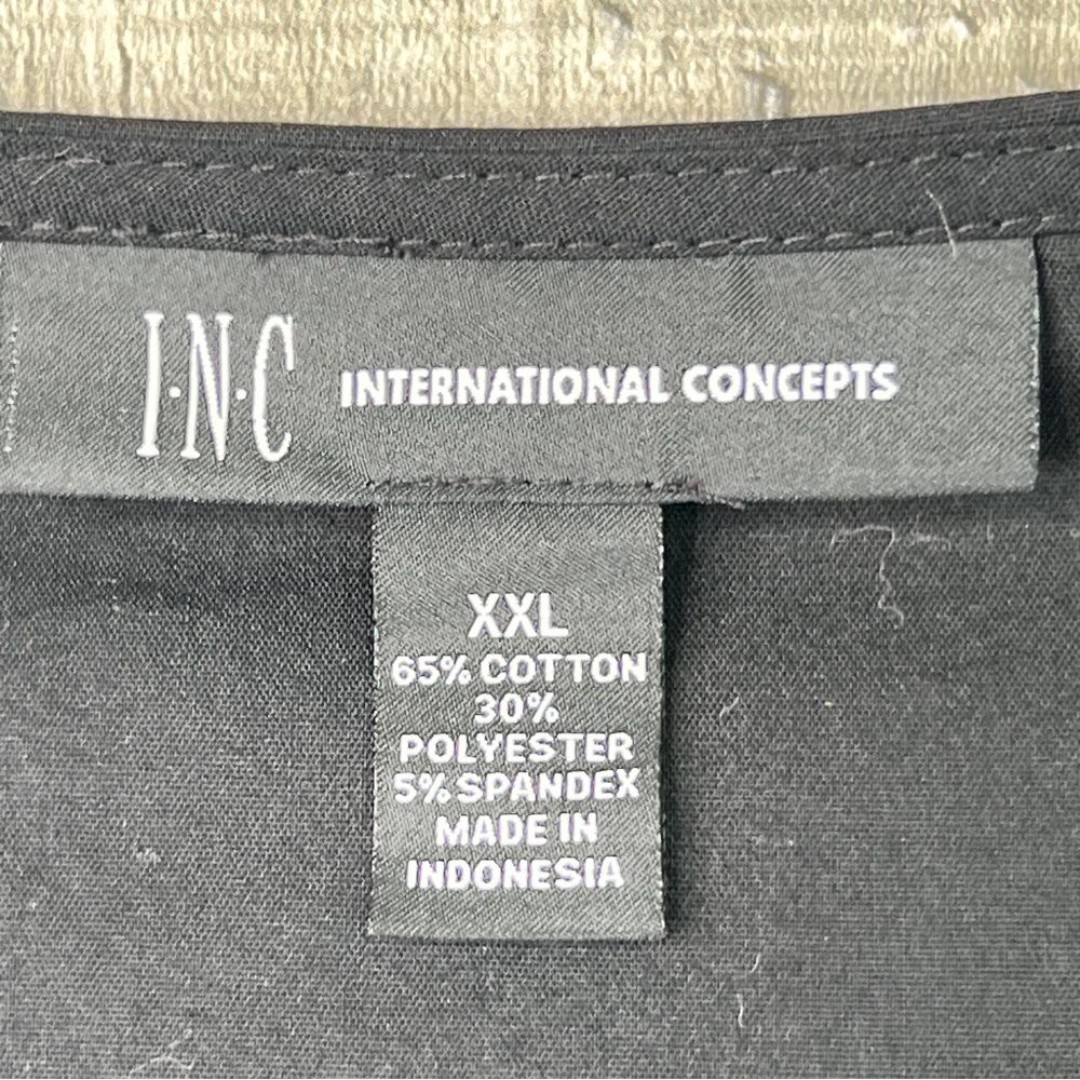 I·N·C INTERNATIONAL CONCEPTS
XXL
65% COTTON
30%
POLYESTER
5% SPANDEX
MADE IN
INDONESIA